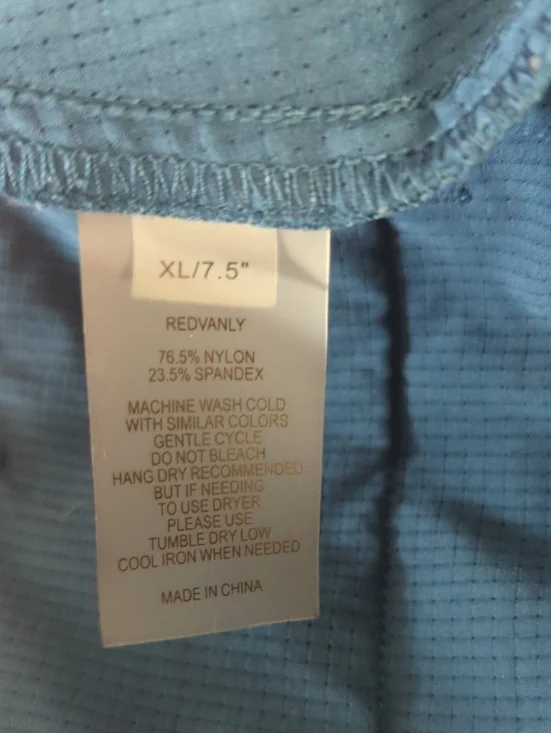 XL/7.5"
REDVANLY
76.5% NYLON
23.5% SPANDEX
MACHINE WASH COLD
WITH SIMILAR COLORS
GENTLE CYCLE
DO NOT BLEACH
HANG DRY RECOMMENDED
BUT IF NEEDING
TO USE DRYER
PLEASE USE
TUMBLE DRY LOW
COOL IRON WHEN NEEDED
MADE IN CHINA